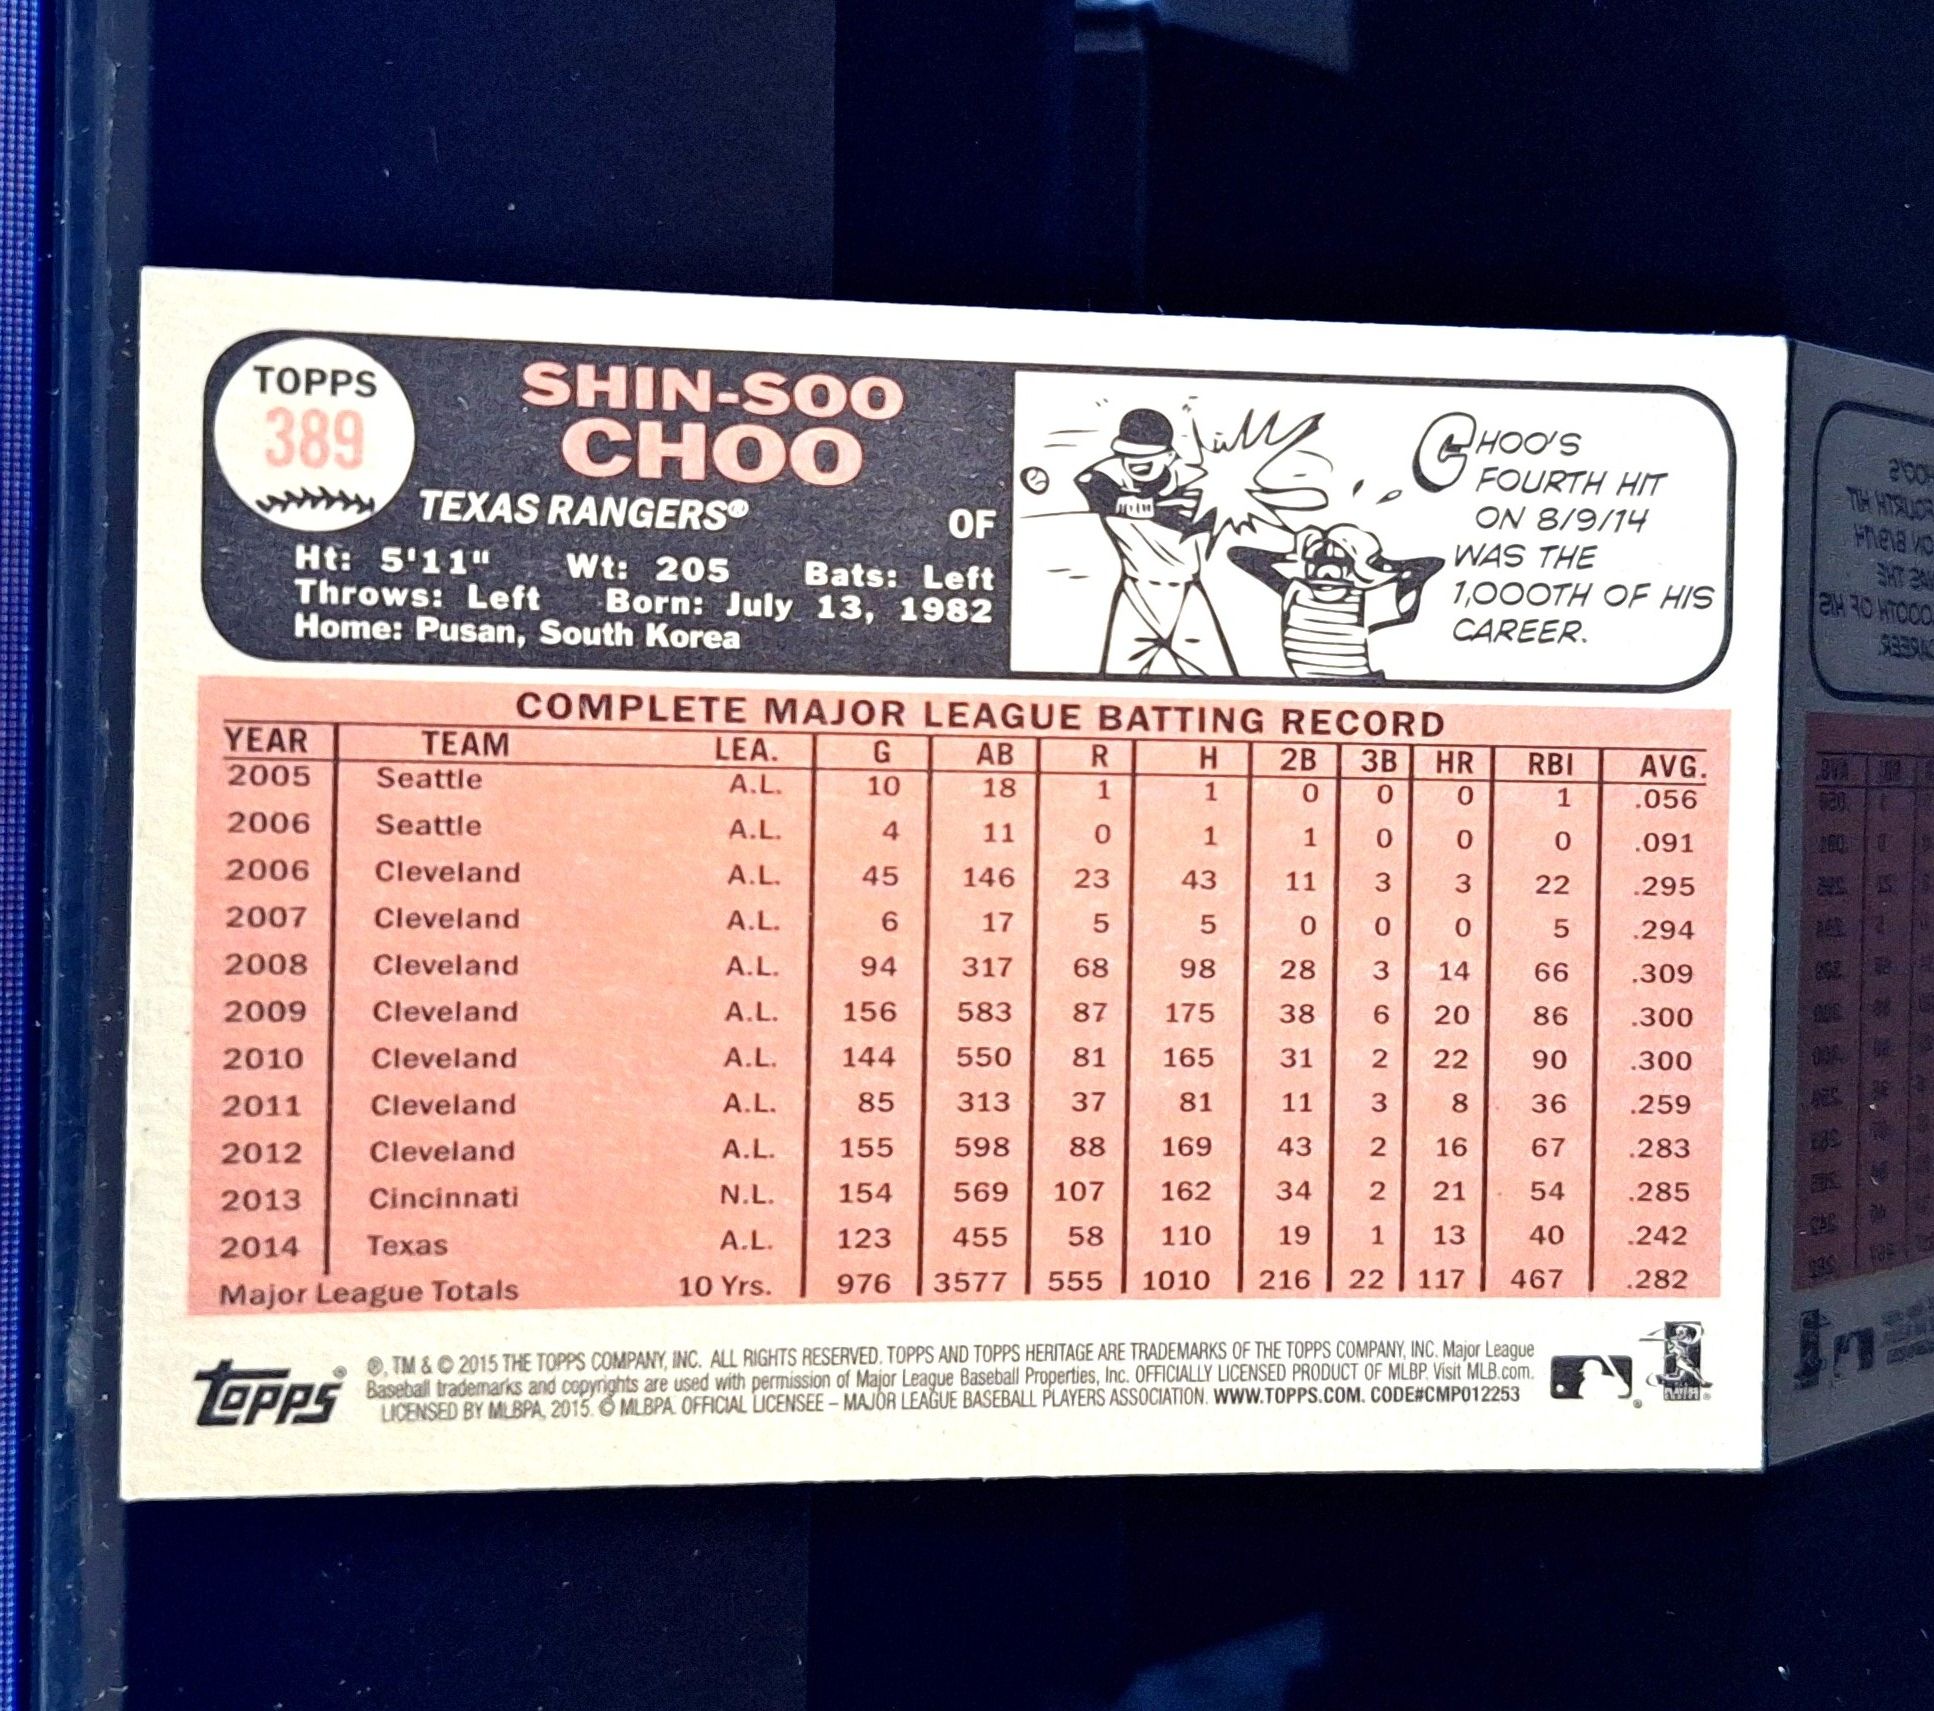 TOPPS
389
SHIN-SOO
CHOO
TEXAS RANGERS® OF
Ht: 5'11" Wt: 205 Bats: Left
Throws: Left Born: July 13, 1982
Home: Pusan, South Korea
CHOO'S
FOURTH HIT
ON 8/9/14
WAS THE
1,000TH OF HIS
CAREER.
COMPLETE MAJOR LEAGUE BATTING RECORD
YEAR TEAM LEA. G AB R H 2B 3B HR RBI AVG.
2005 Seattle A.L. 10 18 1 1 0 0 0 1 .056
2006 Seattle A.L. 4 11 0 1 1 0 0 0 .091
2006 Cleveland A.L. 45 146 23 43 11 3 3 22 .295
2007 Cleveland A.L. 6 17 5 5 0 0 0 5 .294
2008 Cleveland A.L. 94 317 68 98 28 3 14 66 .309
2009 Cleveland A.L. 156 583 87 175 38 6 20 86 .300
2010 Cleveland A.L. 144 550 81 165 31 2 22 90 .300
2011 Cleveland A.L. 85 313 37 81 11 3 8 36 .259
2012 Cleveland A.L. 155 598 88 169 43 2 16 67 .283
2013 Cincinnati N.L. 154 569 107 162 34 2 21 54 .285
2014 Texas A.L. 123 455 58 110 19 1 13 40 .242
Major League Totals 10 Yrs. 976 3577 555 1010 216 22 117 467 .282
topps®
®, TM & © 2015 THE TOPPS COMPANY, INC. ALL RIGHTS RESERVED. TOPPS AND TOPPS HERITAGE ARE TRADEMARKS OF THE TOPPS COMPANY, INC. Major League
Baseball trademarks and copyrights are used with permission of Major League Baseball Properties, Inc. OFFICIALLY LICENSED PRODUCT OF MLBP. Visit MLB.com.
LICENSED BY MLBPA, 2015. © MLBPA. OFFICIAL LICENSEE – MAJOR LEAGUE BASEBALL PLAYERS ASSOCIATION. WWW.TOPPS.COM. CODE#CMP012253